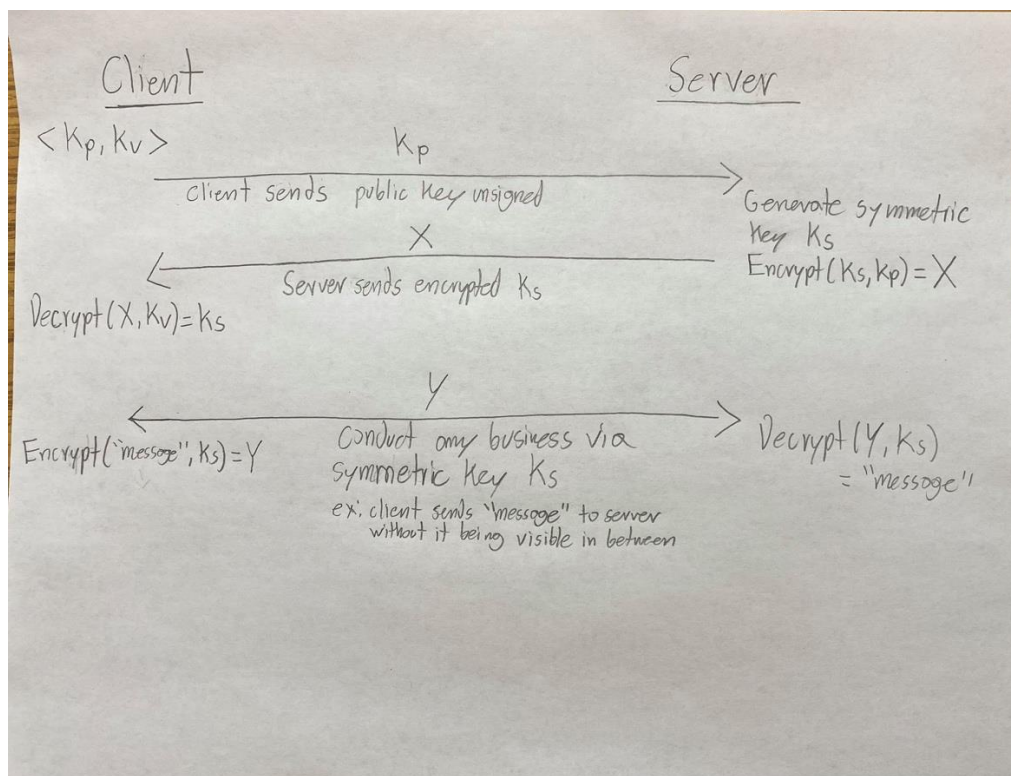 Client
Server
<Kp, Kv>
Kp
client sends public key unsigned
Generate symmetric
key Ks
Encrypt(Ks,Kp)=X
X
Server sends encrypted Ks
Decrypt(X,Kv)=Ks
Y
Encrypt("message",Ks)=Y
Conduct any business via
symmetric key Ks
ex: client sends "message" to server
without it being visible in between
Decrypt(Y,Ks)
= "message"